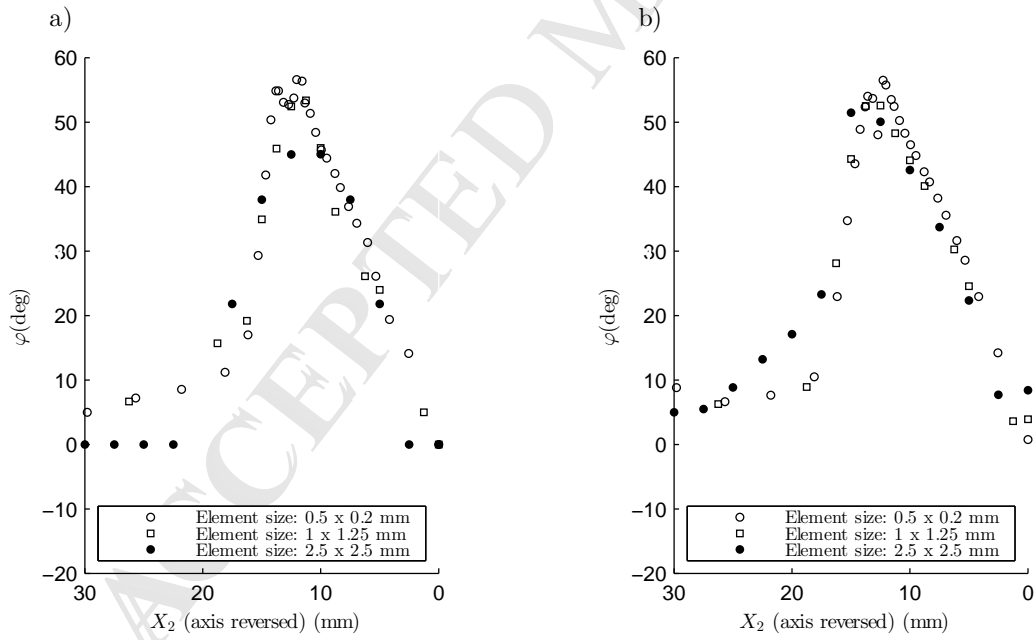 a)
60
50
40
30
20
10
0
−10
−20
φ(deg)
Element size: 0.5 x 0.2 mm
Element size: 1 x 1.25 mm
Element size: 2.5 x 2.5 mm
30 20 10 0
X2 (axis reversed) (mm)
b)
60
50
40
30
20
10
0
−10
−20
φ(deg)
Element size: 0.5 x 0.2 mm
Element size: 1 x 1.25 mm
Element size: 2.5 x 2.5 mm
30 20 10 0
X2 (axis reversed) (mm)
ACCEPTED M